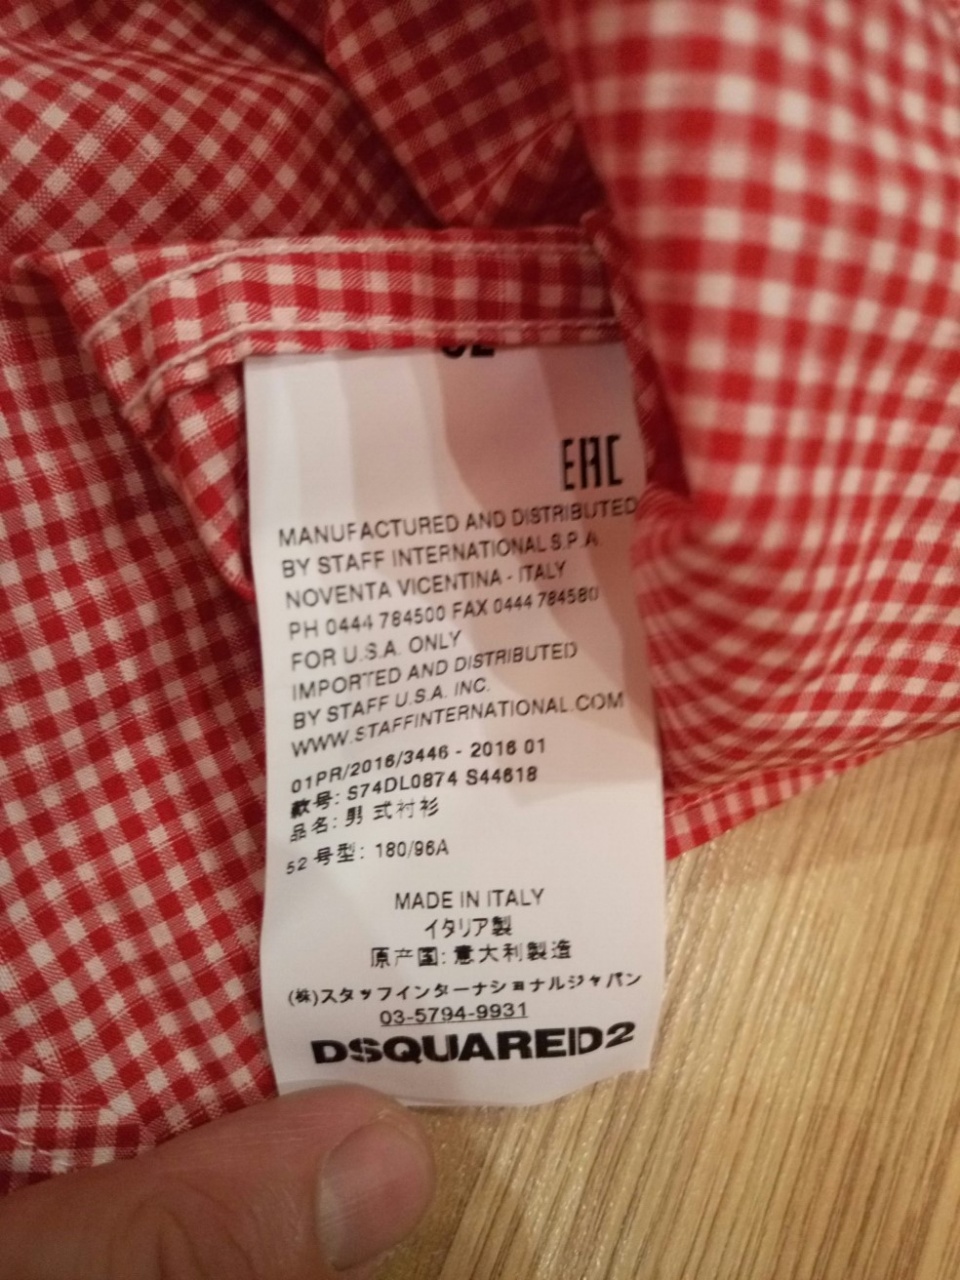 EAC
MANUFACTURED AND DISTRIBUTED
BY STAFF INTERNATIONAL S.P.A
NOVENTA VICENTINA - ITALY
PH 0444 784500 FAX 0444 784580
FOR U.S.A. ONLY
IMPORTED AND DISTRIBUTED
BY STAFF U.S.A. INC.
WWW.STAFFINTERNATIONAL.COM
01PR/2016/3446 - 2016 01
款号: S74DL0874 S44618
品名: 男式衬衫
52 号型: 180/96A
MADE IN ITALY
イタリア製
原产国: 意大利製造
(株)スタッフインターナショナルジャパン
03-5794-9931
DSQUARED2